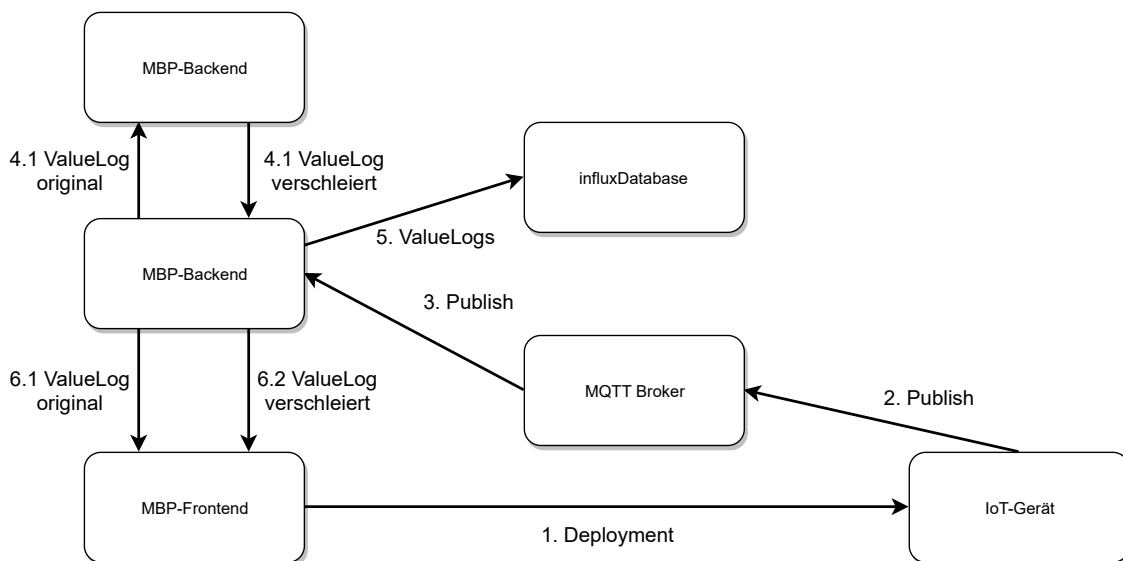 MBP-Backend
4.1 ValueLog
original
4.1 ValueLog
verschleiert
influxDatabase
5. ValueLogs
MBP-Backend
3. Publish
6.1 ValueLog
original
6.2 ValueLog
verschleiert
MQTT Broker
2. Publish
MBP-Frontend
IoT-Gerät
1. Deployment